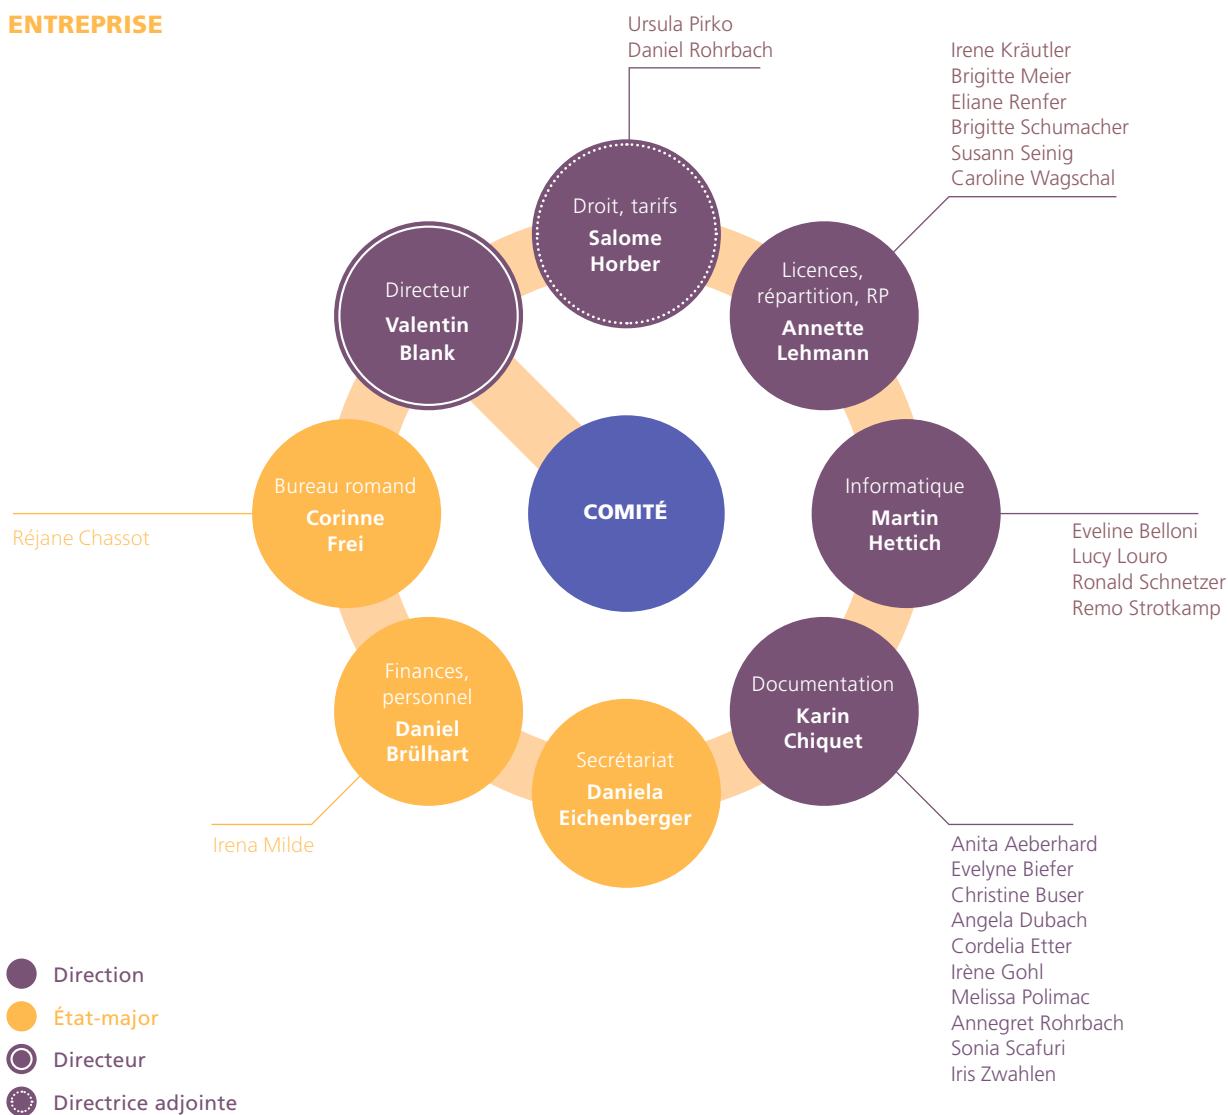 ENTREPRISE
Ursula Pirko
Daniel Rohrbach
Irene Kräutler
Brigitte Meier
Eliane Renfer
Brigitte Schumacher
Susann Seinig
Caroline Wagschal
Droit, tarifs
Salome
Horber
Directeur
Valentin
Blank
Licences,
répartition, RP
Annette
Lehmann
Bureau romand
Corinne
Frei
COMITÉ
Informatique
Martin
Hettich
Réjane Chassot
Eveline Belloni
Lucy Louro
Ronald Schnetzer
Remo Strotkamp
Finances,
personnel
Daniel
Brülhart
Secrétariat
Daniela
Eichenberger
Documentation
Karin
Chiquet
Irena Milde
Anita Aeberhard
Evelyne Biefer
Christine Buser
Angela Dubach
Cordelia Etter
Irène Gohl
Melissa Polimac
Annegret Rohrbach
Sonia Scafuri
Iris Zwahlen
Direction
État-major
Directeur
Directrice adjointe